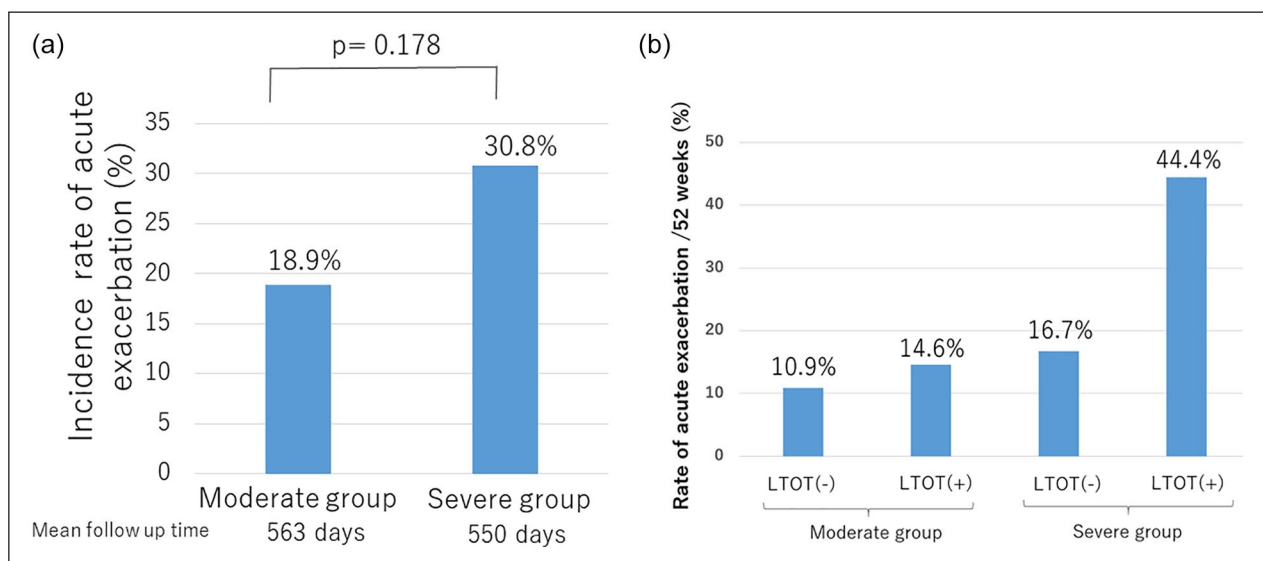 (a)
p= 0.178
Incidence rate of acute
exacerbation (%)
35
30
25
20
15
10
5
0
18.9%
30.8%
Moderate group
Severe group
Mean follow up time
563 days
550 days
(b)
Rate of acute exacerbation /52 weeks (%)
50
40
30
20
10
0
10.9%
14.6%
16.7%
44.4%
LTOT(-)
LTOT(+)
LTOT(-)
LTOT(+)
Moderate group
Severe group